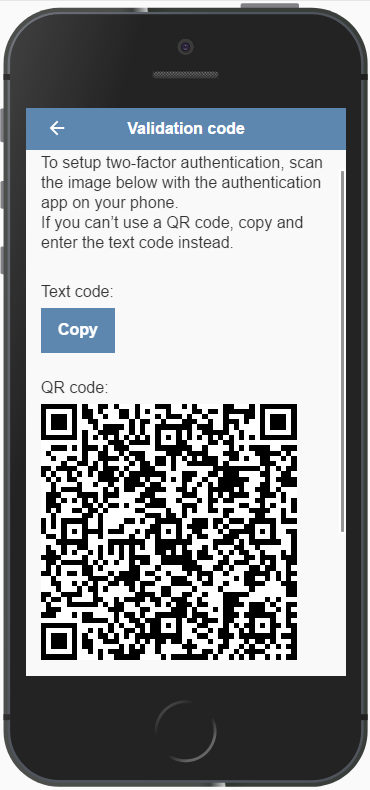 Validation code
To setup two-factor authentication, scan
the image below with the authentication
app on your phone.
If you can’t use a QR code, copy and
enter the text code instead.
Text code:
Copy
QR code: